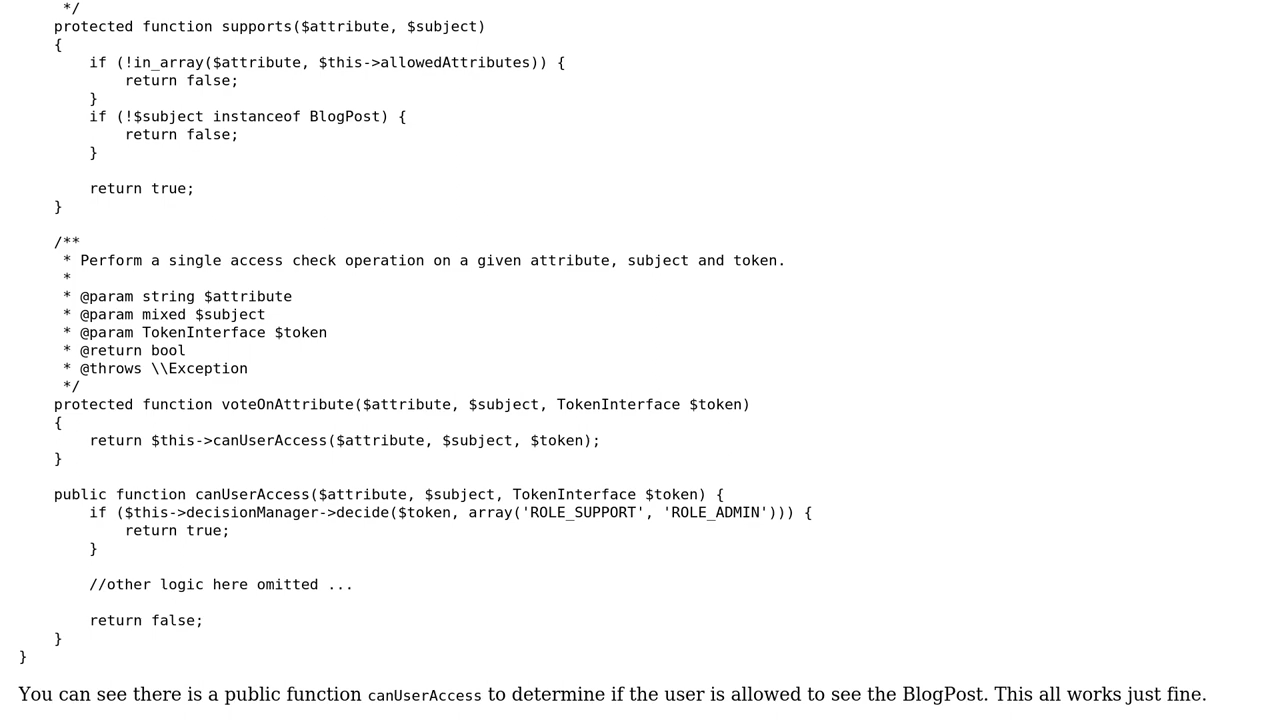 */
    protected function supports($attribute, $subject)
    {
        if (!in_array($attribute, $this->allowedAttributes)) {
            return false;
        }
        if (!$subject instanceof BlogPost) {
            return false;
        }

        return true;
    }

    /**
     * Perform a single access check operation on a given attribute, subject and token.
     *
     * @param string $attribute
     * @param mixed $subject
     * @param TokenInterface $token
     * @return bool
     * @throws \\Exception
     */
    protected function voteOnAttribute($attribute, $subject, TokenInterface $token)
    {
        return $this->canUserAccess($attribute, $subject, $token);
    }

    public function canUserAccess($attribute, $subject, TokenInterface $token) {
        if ($this->decisionManager->decide($token, array('ROLE_SUPPORT', 'ROLE_ADMIN'))) {
            return true;
        }

        //other logic here omitted ...

        return false;
    }
}
You can see there is a public function canUserAccess to determine if the user is allowed to see the BlogPost. This all works just fine.